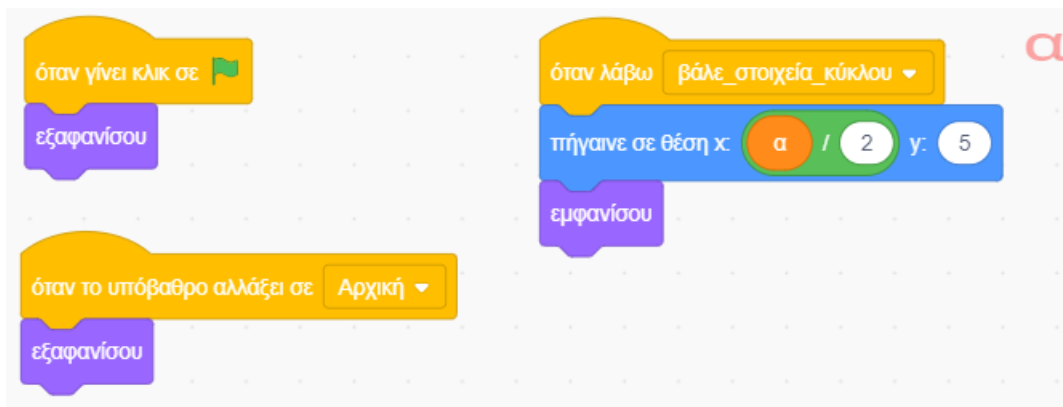 όταν γίνει κλικ σε
εξαφανίσου
όταν το υπόβαθρο αλλάξει σε Αρχική
εξαφανίσου
όταν λάβω βάλε_στοιχεία_κύκλου
πήγαινε σε θέση x: α / 2 y: 5
εμφανίσου
α